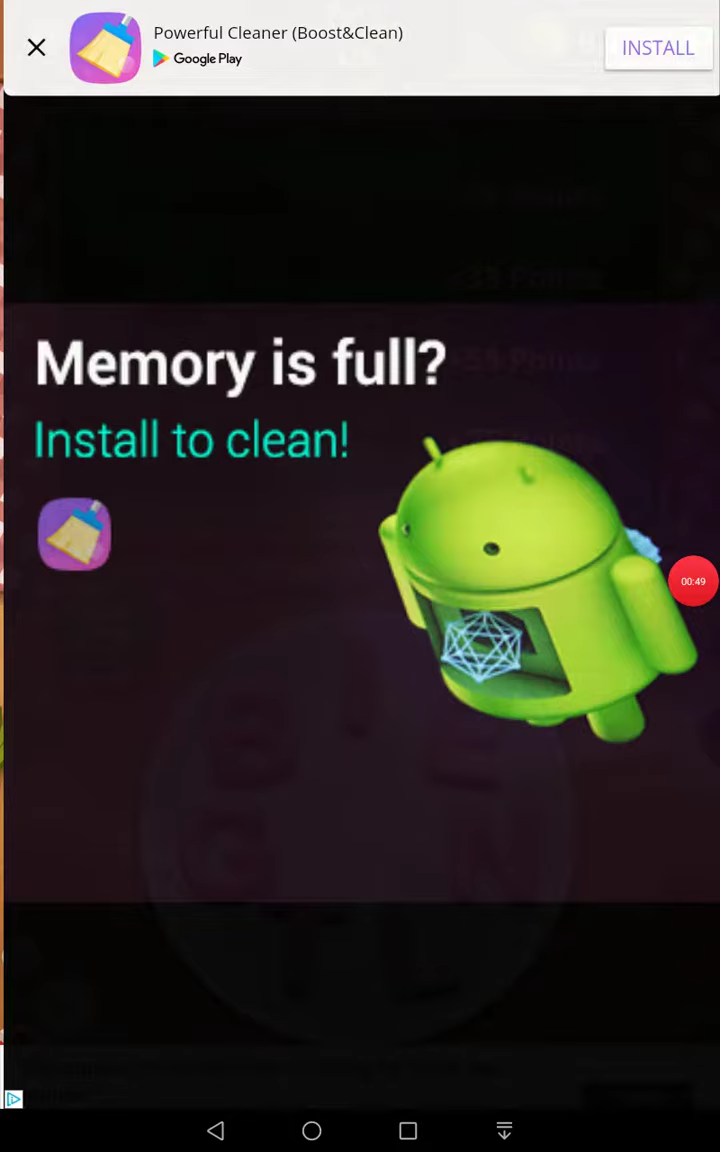 Powerful Cleaner (Boost&Clean)
Google Play
INSTALL
Memory is full?
Install to clean!
00:49